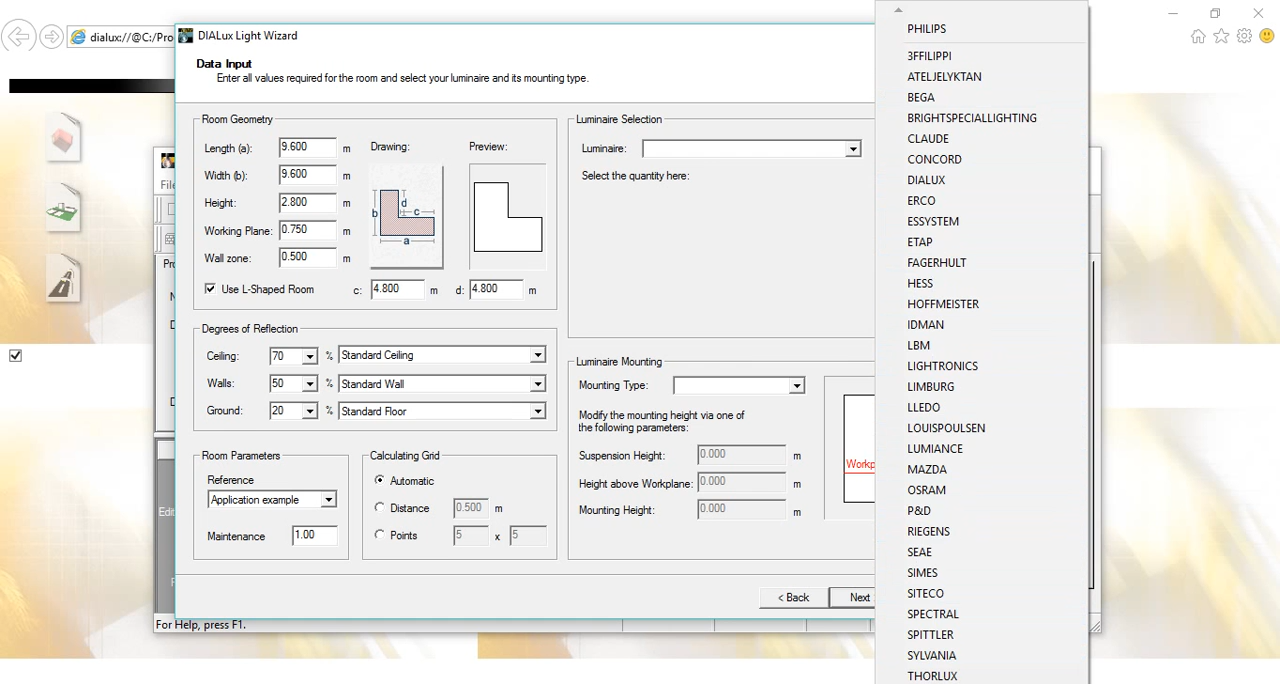 dialux://@C:/Pro
DIALux Light Wizard
Data Input
Enter all values required for the room and select your luminaire and its mounting type.
Room Geometry
Length (a): 9.600 m
Width (b): 9.600 m
Height: 2.800 m
Working Plane: 0.750 m
Wall zone: 0.500 m
Use L-Shaped Room
Drawing:
b d c a
Preview:
c: 4.800 m d: 4.800 m
Degrees of Reflection
Ceiling: 70 % Standard Ceiling
Walls: 50 % Standard Wall
Ground: 20 % Standard Floor
Room Parameters
Reference
Application example
Maintenance 1.00
Calculating Grid
Automatic
Distance 0.500 m
Points 5 x 5
Luminaire Selection
Luminaire:
Select the quantity here:
Luminaire Mounting
Mounting Type:
Modify the mounting height via one of
the following parameters:
Suspension Height: 0.000 m
Height above Workplane: 0.000 m
Mounting Height: 0.000 m
Workp
< Back Next
File
Pro
Edit
For Help, press F1.
PHILIPS
3FFILIPPI
ATELJELYKTAN
BEGA
BRIGHTSPECIALLIGHTING
CLAUDE
CONCORD
DIALUX
ERCO
ESSYSTEM
ETAP
FAGERHULT
HESS
HOFFMEISTER
IDMAN
LBM
LIGHTRONICS
LIMBURG
LLEDO
LOUISPOULSEN
LUMIANCE
MAZDA
OSRAM
P&D
RIEGENS
SEAE
SIMES
SITECO
SPECTRAL
SPITTLER
SYLVANIA
THORLUX